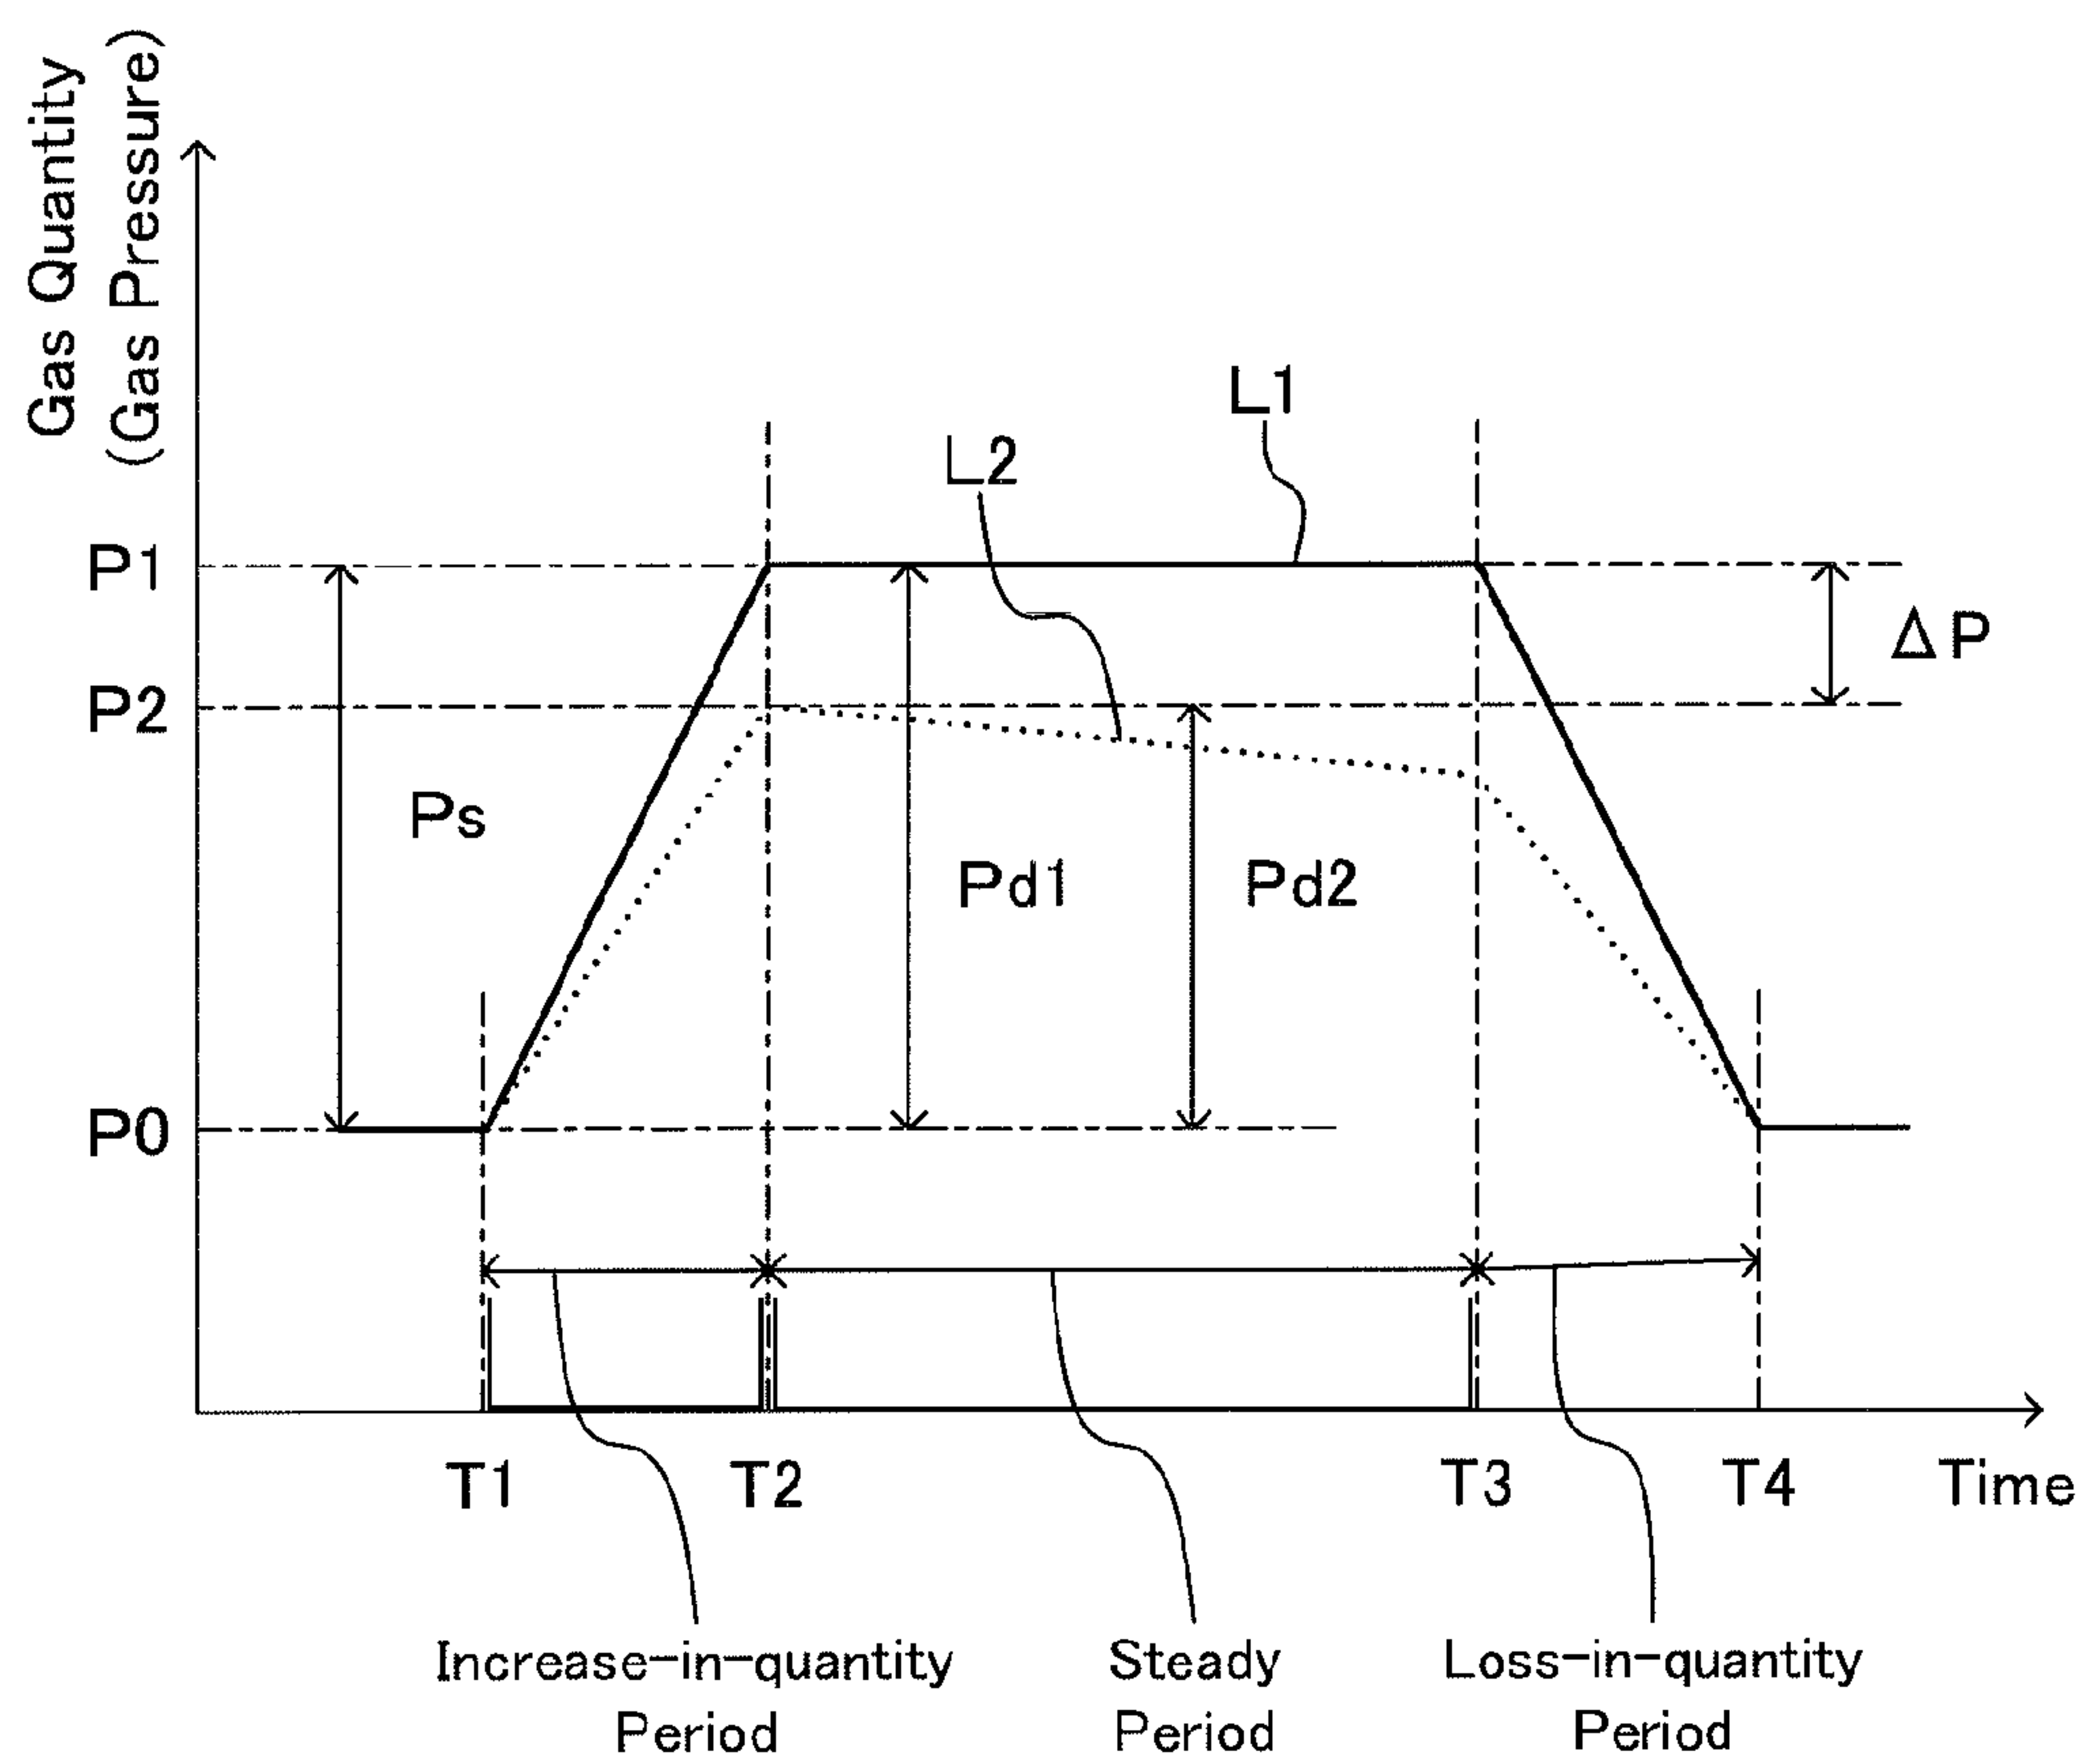 Gas Quantity
(Gas Pressure)
L1
L2
P1
ΔP
P2
Ps
Pd1
Pd2
P0
T1
T2
T3
T4
Time
Increase-in-quantity
Period
Steady
Period
Loss-in-quantity
Period